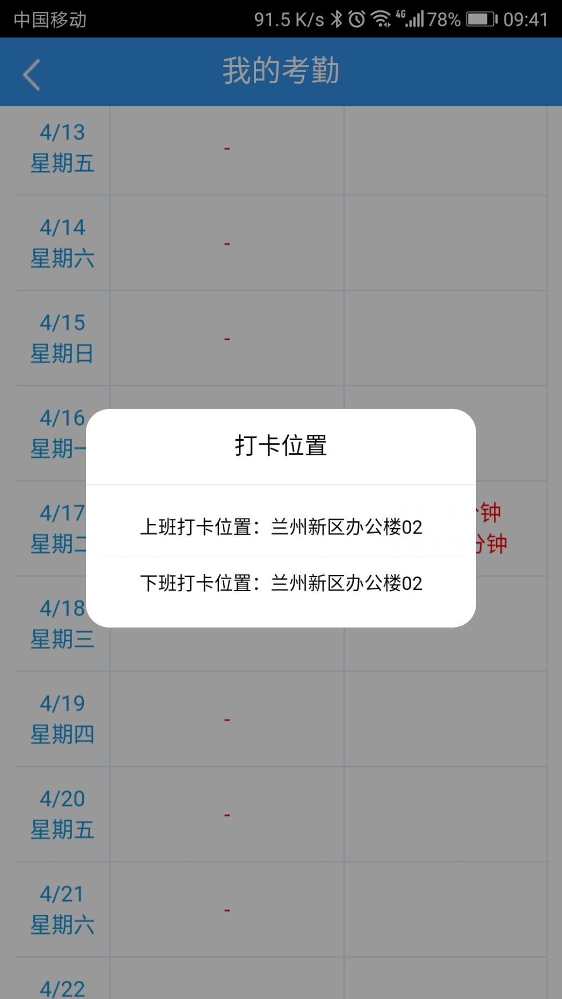 中国移动 91.5 K/s 4G 78% 09:41
我的考勤
4/13
星期五 -
4/14
星期六 -
4/15
星期日 -
4/16
星期一
打卡位置
4/17 钟
星期二 分钟
上班打卡位置：兰州新区办公楼02
下班打卡位置：兰州新区办公楼02
4/18
星期三
4/19
星期四 -
4/20
星期五 -
4/21
星期六 -
4/22